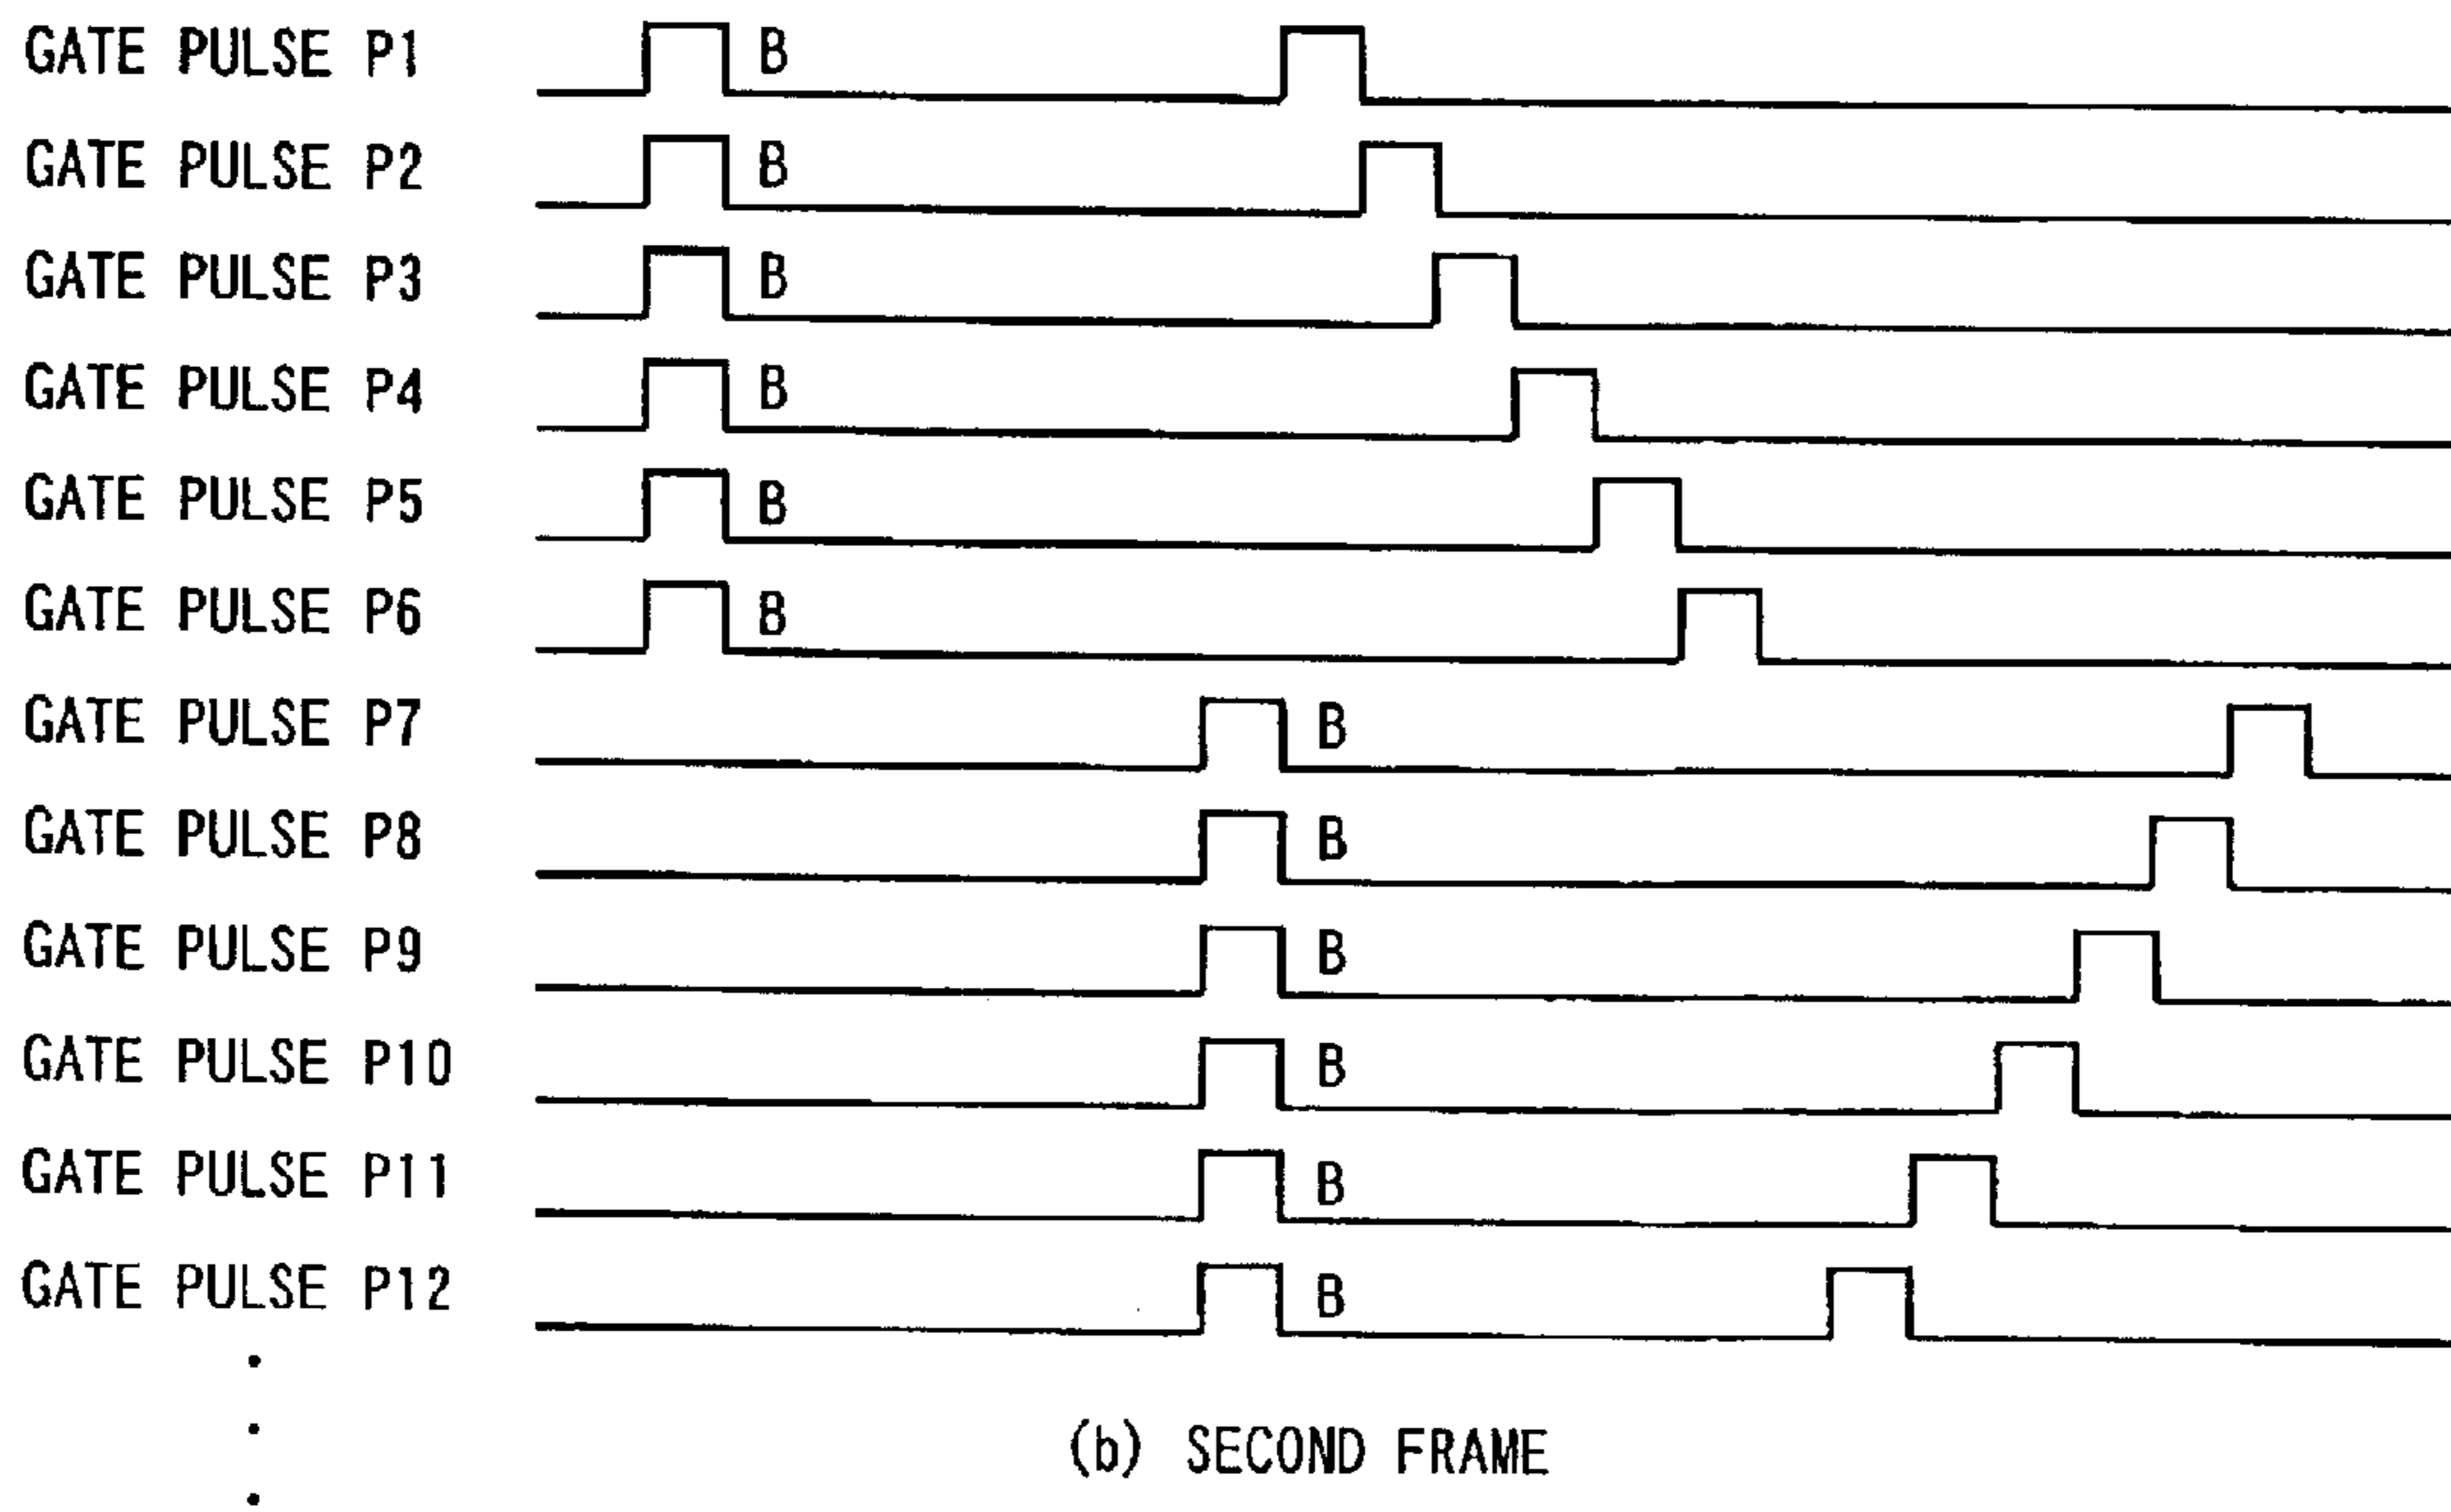 GATE PULSE P1 B
GATE PULSE P2 B
GATE PULSE P3 B
GATE PULSE P4 B
GATE PULSE P5 B
GATE PULSE P6 B
GATE PULSE P7 B
GATE PULSE P8 B
GATE PULSE P9 B
GATE PULSE P10 B
GATE PULSE P11 B
GATE PULSE P12 B
(b) SECOND FRAME